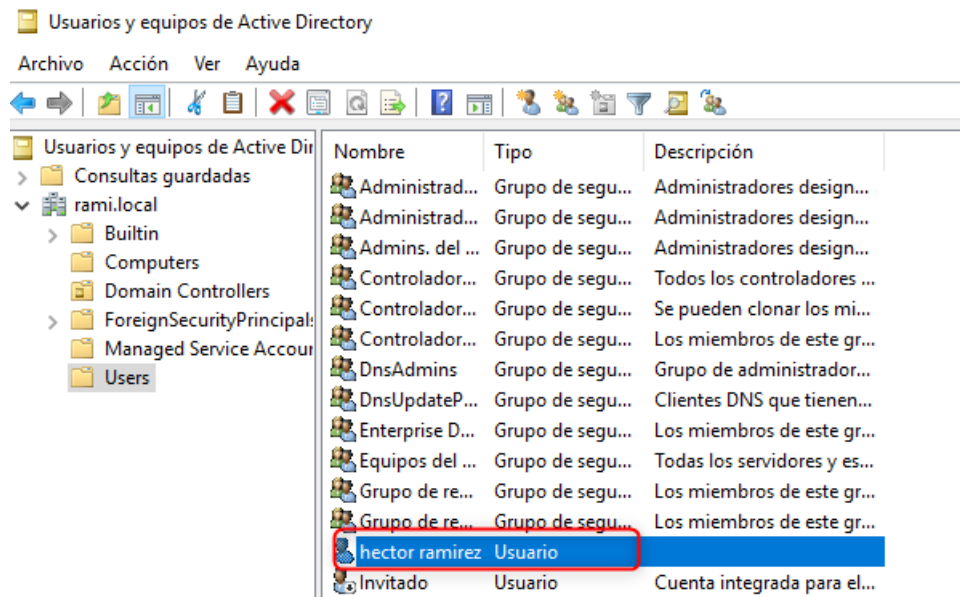 Usuarios y equipos de Active Directory
Archivo Acción Ver Ayuda
Usuarios y equipos de Active Dir
Consultas guardadas
rami.local
Builtin
Computers
Domain Controllers
ForeignSecurityPrincipals
Managed Service Accour
Users
Nombre Tipo Descripción
Administrad... Grupo de segu... Administradores design...
Administrad... Grupo de segu... Administradores design...
Admins. del ... Grupo de segu... Administradores design...
Controlador... Grupo de segu... Todos los controladores ...
Controlador... Grupo de segu... Se pueden clonar los mi...
Controlador... Grupo de segu... Los miembros de este gr...
DnsAdmins Grupo de segu... Grupo de administrador...
DnsUpdateP... Grupo de segu... Clientes DNS que tienen...
Enterprise D... Grupo de segu... Los miembros de este gr...
Equipos del ... Grupo de segu... Todas los servidores y es...
Grupo de re... Grupo de segu... Los miembros de este gr...
Grupo de re... Grupo de segu... Los miembros de este gr...
hector ramirez Usuario
Invitado Usuario Cuenta integrada para el...